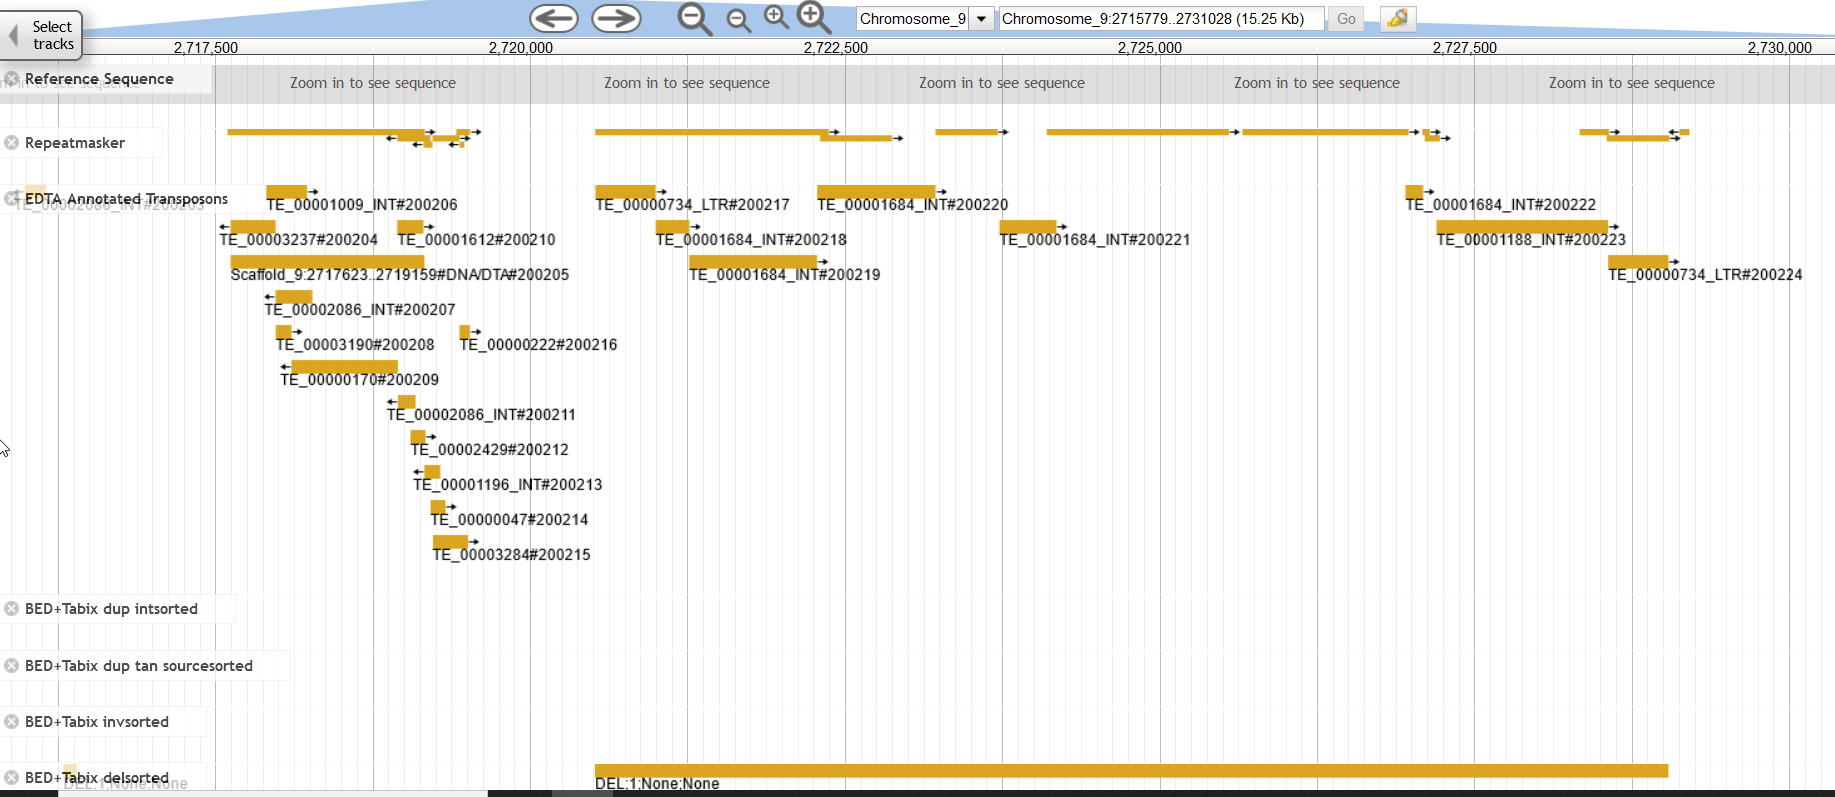 Select
tracks
Chromosome_9
Chromosome_9:2715779..2731028 (15.25 Kb)
Go
2,717,500
2,720,000
2,722,500
2,725,000
2,727,500
2,730,000
Reference Sequence
Zoom in to see sequence
Zoom in to see sequence
Zoom in to see sequence
Zoom in to see sequence
Zoom in to see sequence
Repeatmasker
EDTA Annotated Transposons
TE_00001009_INT#200206
TE_00000734_LTR#200217
TE_00001684_INT#200220
TE_00001684_INT#200222
TE_00003237#200204
TE_00001612#200210
TE_00001684_INT#200218
TE_00001684_INT#200221
TE_00001188_INT#200223
Scaffold_9:2717623..2719159#DNA/DTA#200205
TE_00001684_INT#200219
TE_00000734_LTR#200224
TE_00002086_INT#200207
TE_00003190#200208
TE_00000222#200216
TE_00000170#200209
TE_00002086_INT#200211
TE_00002429#200212
TE_00001196_INT#200213
TE_00000047#200214
TE_00003284#200215
BED+Tabix dup intsorted
BED+Tabix dup tan sourcesorted
BED+Tabix invsorted
BED+Tabix delsorted
DEL;1;None;None
DEL;1;None;None